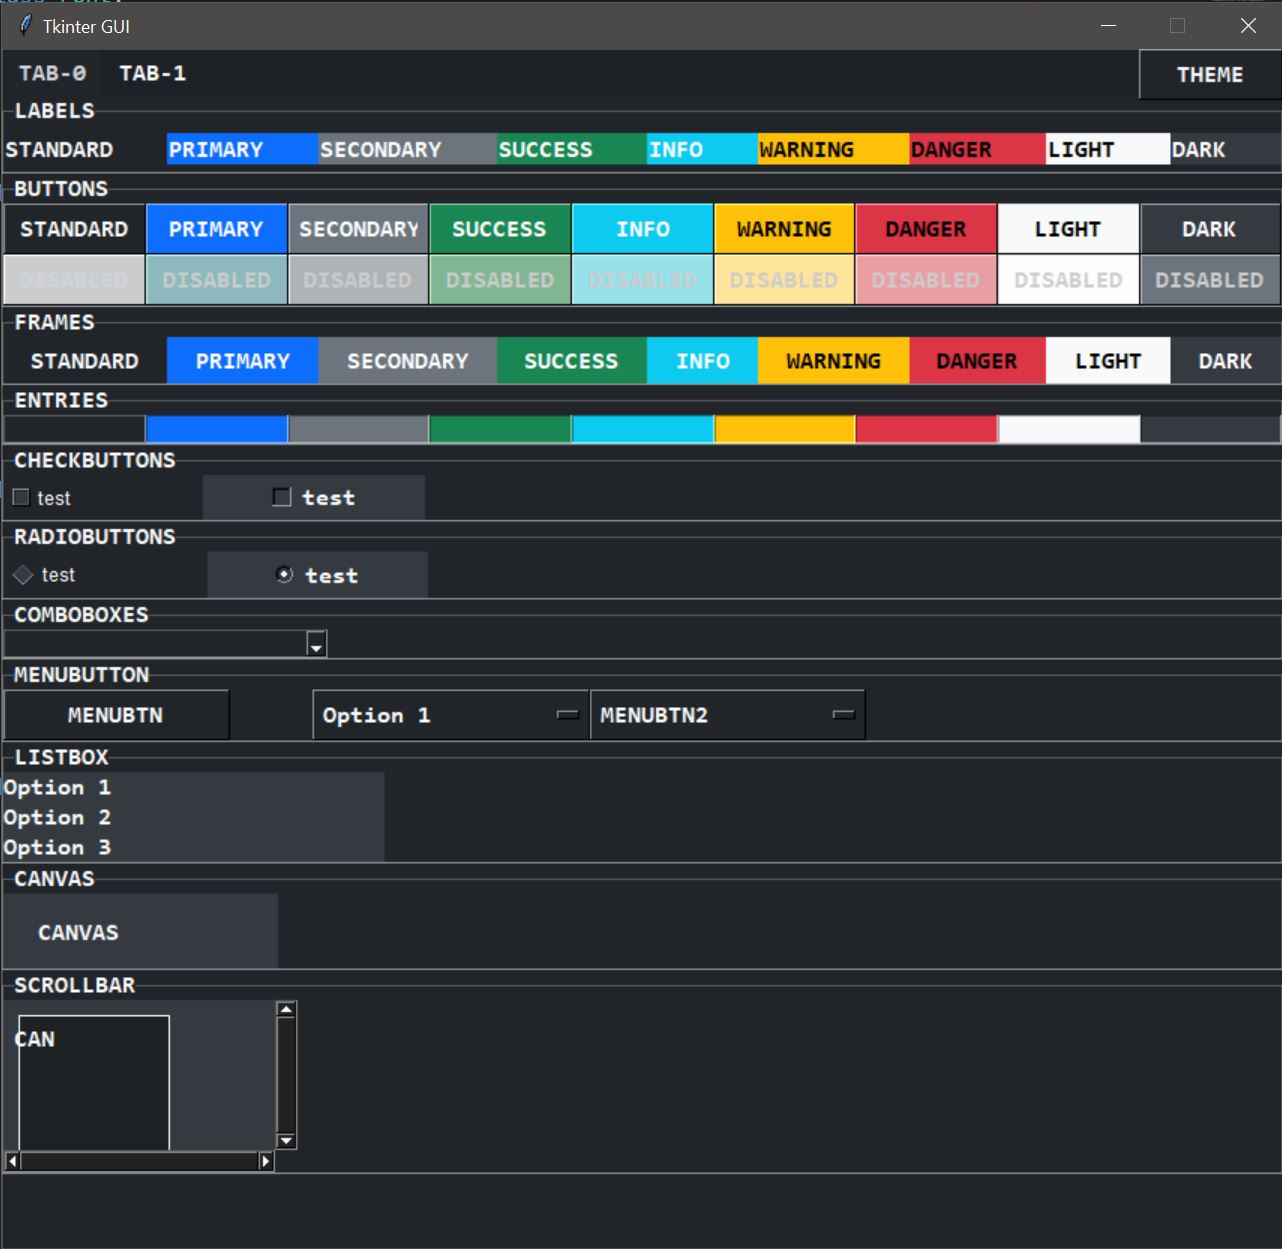 Tkinter GUI
TAB-0 TAB-1 THEME
LABELS
STANDARD PRIMARY SECONDARY SUCCESS INFO WARNING DANGER LIGHT DARK
BUTTONS
STANDARD PRIMARY SECONDARY SUCCESS INFO WARNING DANGER LIGHT DARK
DISABLED DISABLED DISABLED DISABLED DISABLED DISABLED DISABLED DISABLED DISABLED
FRAMES
STANDARD PRIMARY SECONDARY SUCCESS INFO WARNING DANGER LIGHT DARK
ENTRIES
CHECKBUTTONS
test test
RADIOBUTTONS
test test
COMBOBOXES
MENUBUTTON
MENUBTN Option 1 MENUBTN2
LISTBOX
Option 1
Option 2
Option 3
CANVAS
CANVAS
SCROLLBAR
CAN